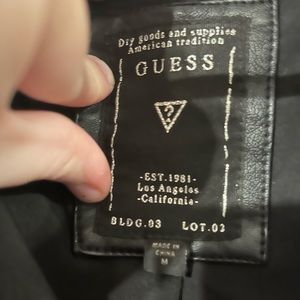 Dry goods and supplies
American tradition
GUESS
?
-EST.1981-
Los Angeles
-California-
BLDG.03 LOT.02
MADE IN
CHINA
M